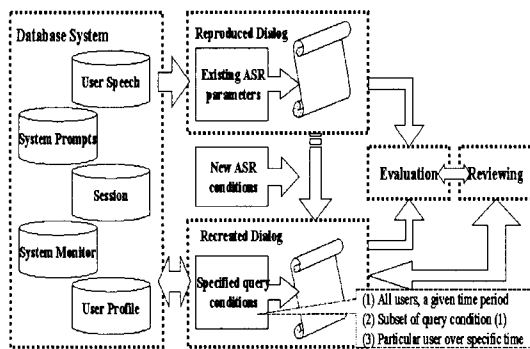 Database System
User Speech
System Prompts
Session
System Monitor
User Profile
Reproduced Dialog
Existing ASR
parameters
New ASR
conditions
Recreated Dialog
Specified query
conditions
Evaluation
Reviewing
(1) All users, a given time period
(2) Subset of query condition (1)
(3) Particular user over specific time